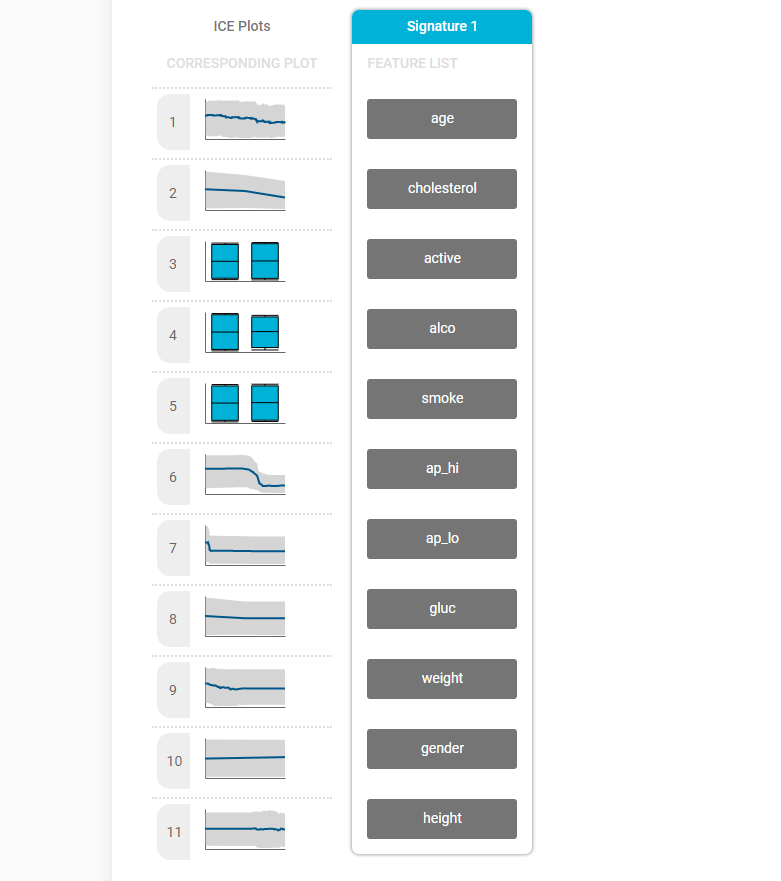 ICE Plots
Signature 1
CORRESPONDING PLOT
FEATURE LIST
1
age
2
cholesterol
3
active
4
alco
5
smoke
6
ap_hi
7
ap_lo
8
gluc
9
weight
10
gender
11
height